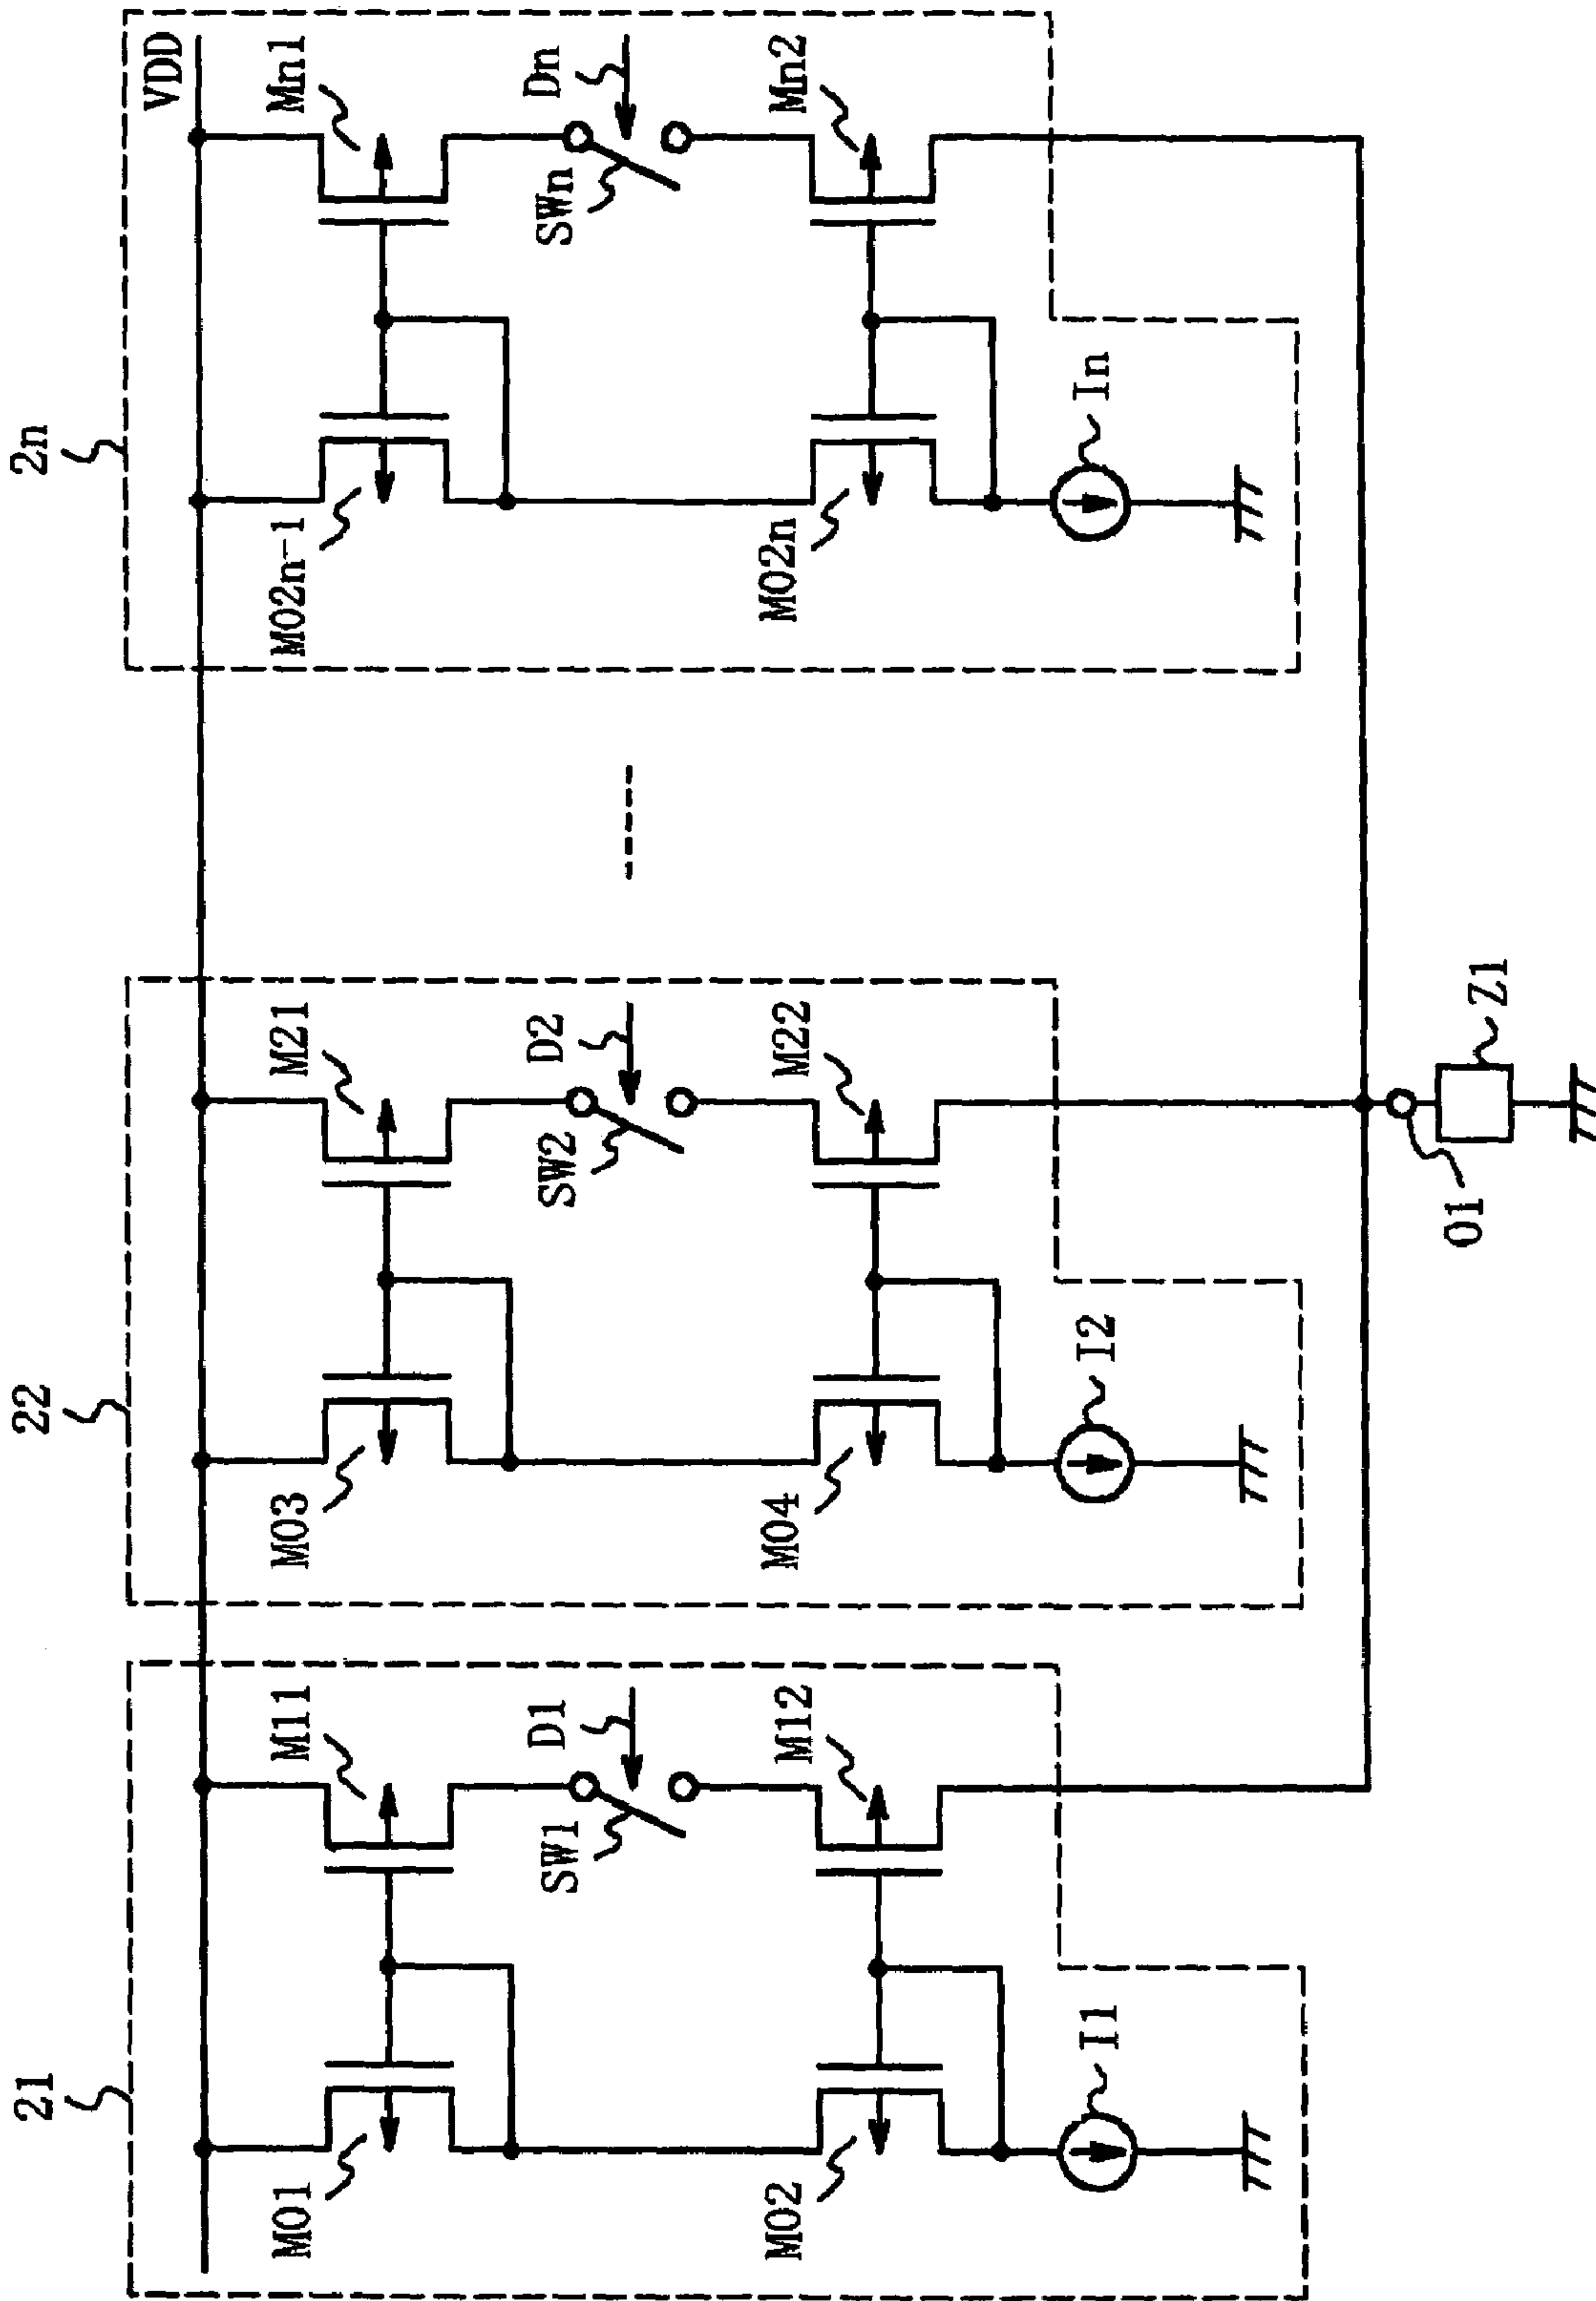 21
22
2n
VDD
M01
M11
M03
M21
M02n-1
Mn1
SW1
D1
SW2
D2
SWn
Dn
M02
M12
M04
M22
M02n
Mn2
I1
I2
In
O1
Z1